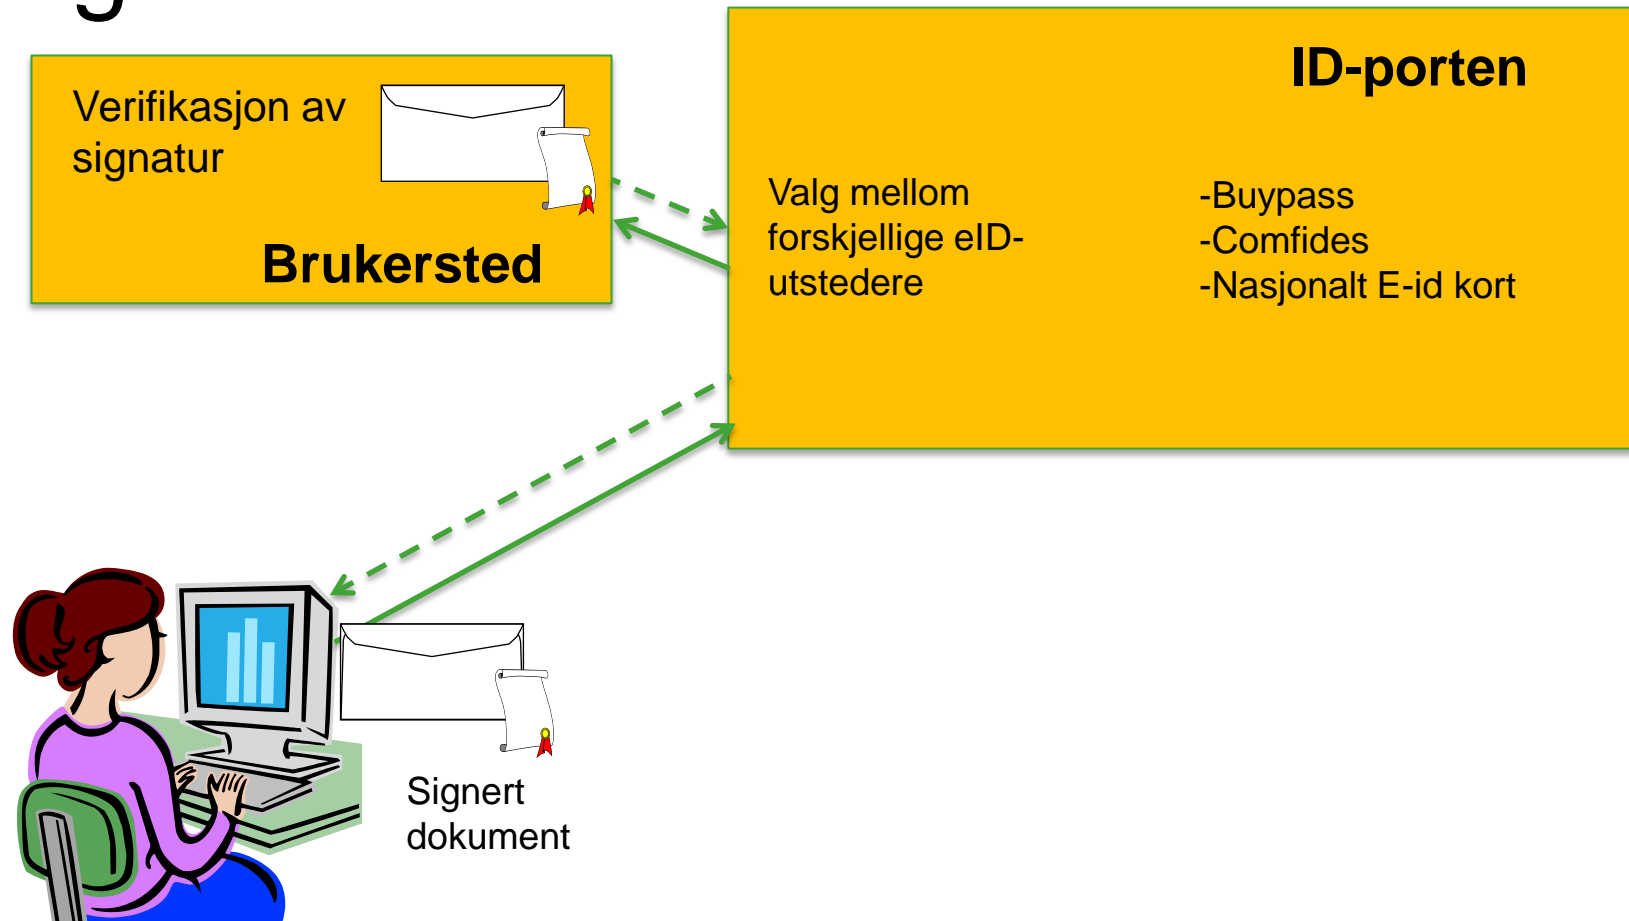 Verifikasjon av
signatur
Brukersted
ID-porten
Valg mellom
forskjellige eID-
utstedere
-Buypass
-Comfides
-Nasjonalt E-id kort
Signert
dokument